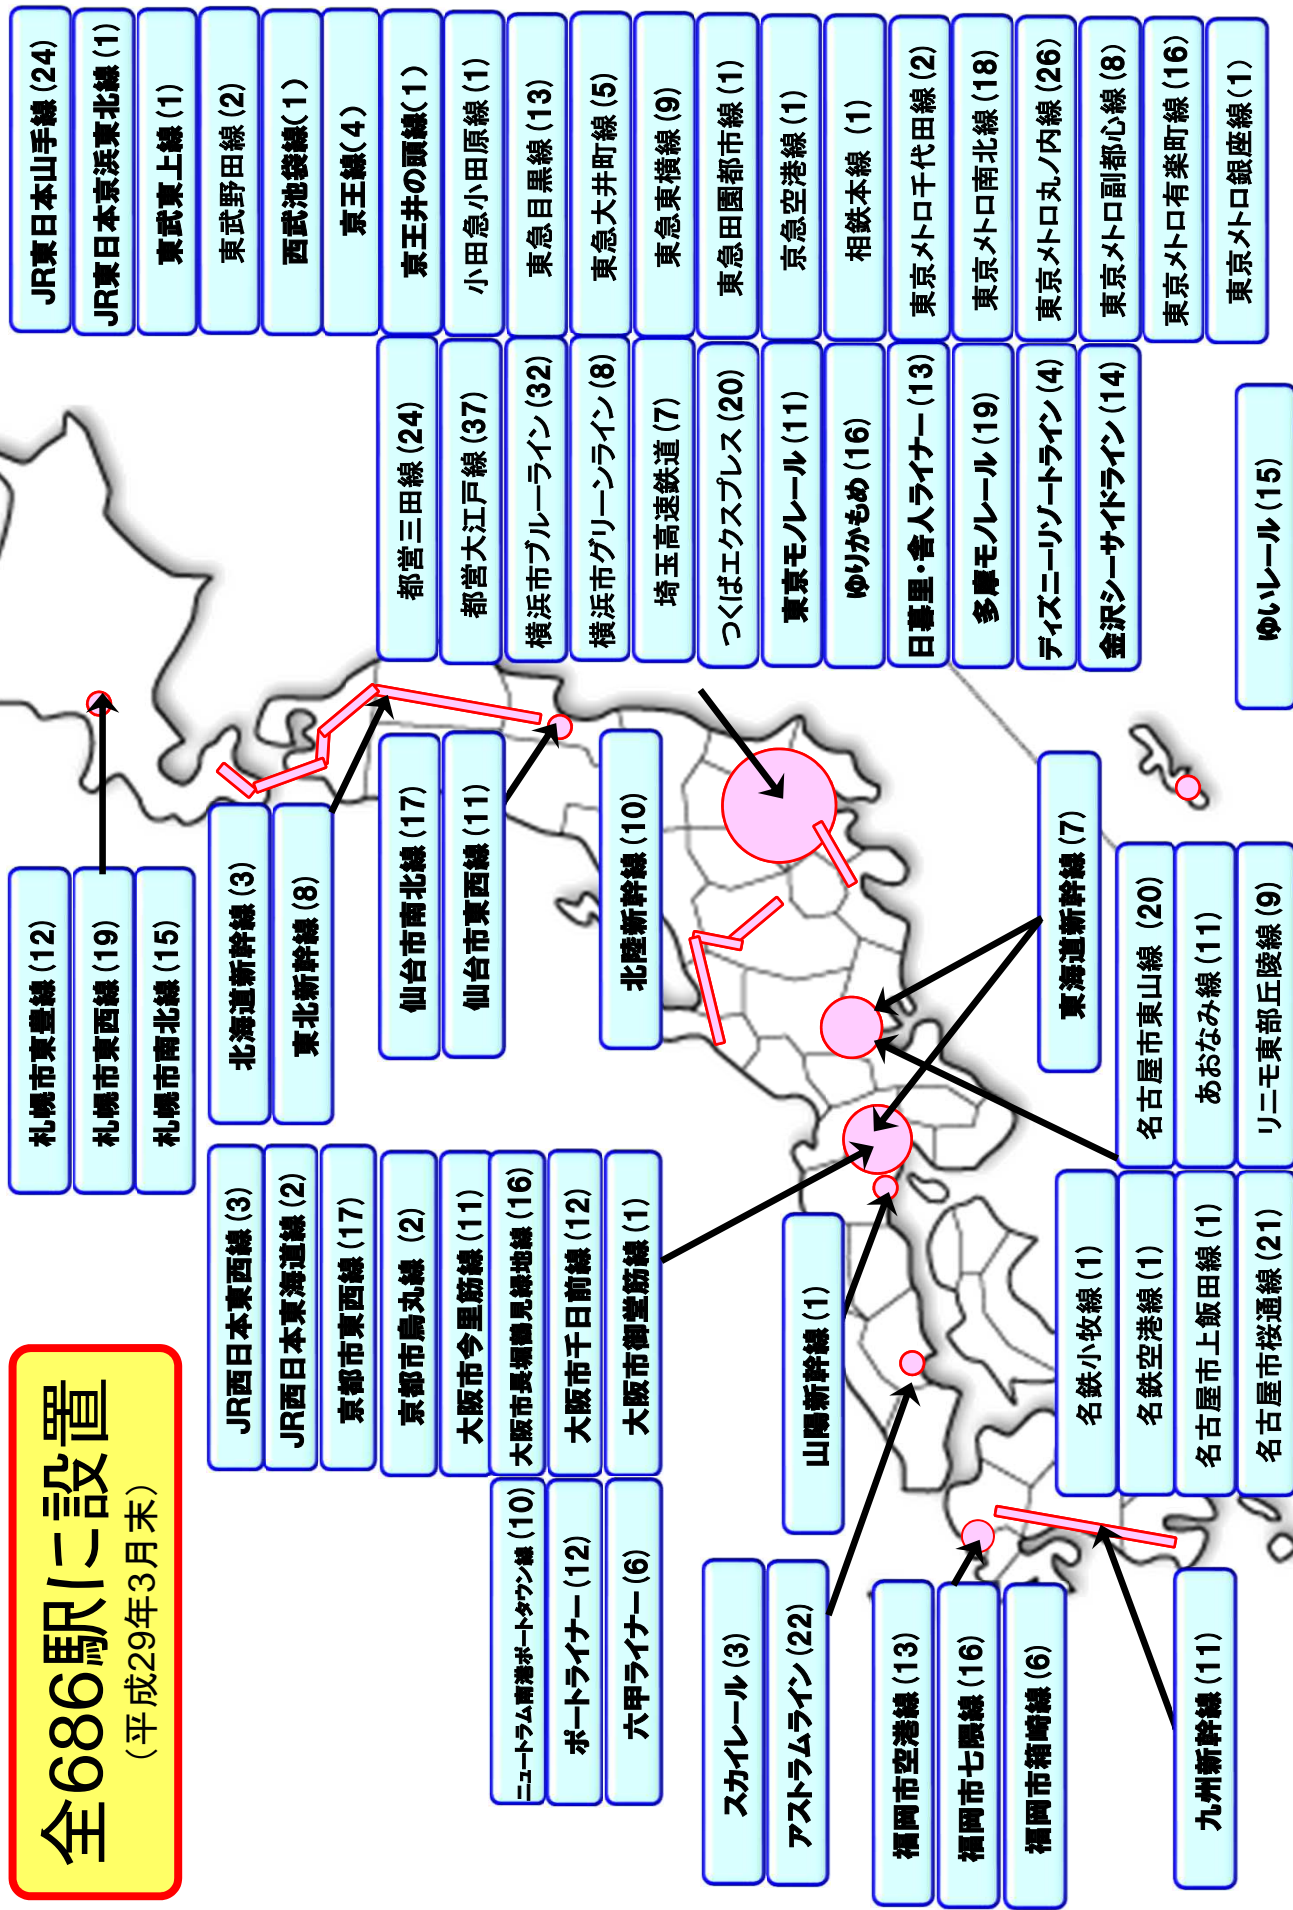 全686駅に設置
（平成29年3月末）
札幌市東豊線（12）
札幌市東西線（19）
札幌市南北線（15）
北海道新幹線（3）
東北新幹線（8）
仙台市南北線（17）
仙台市東西線（11）
北陸新幹線（10）
JR東日本山手線（24）
JR東日本京浜東北線（1）
東武東上線（1）
東武野田線（2）
西武池袋線（1）
京王線（4）
京王井の頭線（1）
小田急小田原線（1）
東急目黒線（13）
東急大井町線（5）
東急東横線（9）
東急田園都市線（1）
京急空港線（1）
相鉄本線（1）
東京メトロ千代田線（2）
東京メトロ南北線（18）
東京メトロ丸ノ内線（26）
東京メトロ副都心線（8）
東京メトロ有楽町線（16）
東京メトロ銀座線（1）
都営三田線（24）
都営大江戸線（37）
横浜市ブルーライン（32）
横浜市グリーンライン（8）
埼玉高速鉄道（7）
つくばエクスプレス（20）
東京モノレール（11）
ゆりかもめ（16）
日暮里・舎人ライナー（13）
多摩モノレール（19）
ディズニーリゾートライン（4）
金沢シーサイドライン（14）
ゆいレール（15）
JR西日本東西線（3）
JR西日本東海道線（2）
京都市東西線（17）
京都市烏丸線（2）
大阪市今里筋線（11）
大阪市長堀鶴見緑地線（16）
大阪市千日前線（12）
大阪市御堂筋線（1）
ニュートラム南港ポートタウン線（10）
ポートライナー（12）
六甲ライナー（6）
東海道新幹線（7）
名古屋市東山線（20）
あおなみ線（11）
リニモ東部丘陵線（9）
名鉄小牧線（1）
名鉄空港線（1）
名古屋市上飯田線（1）
名古屋市桜通線（21）
山陽新幹線（1）
スカイレール（3）
アストラムライン（22）
福岡市空港線（13）
福岡市七隈線（16）
福岡市箱崎線（6）
九州新幹線（11）